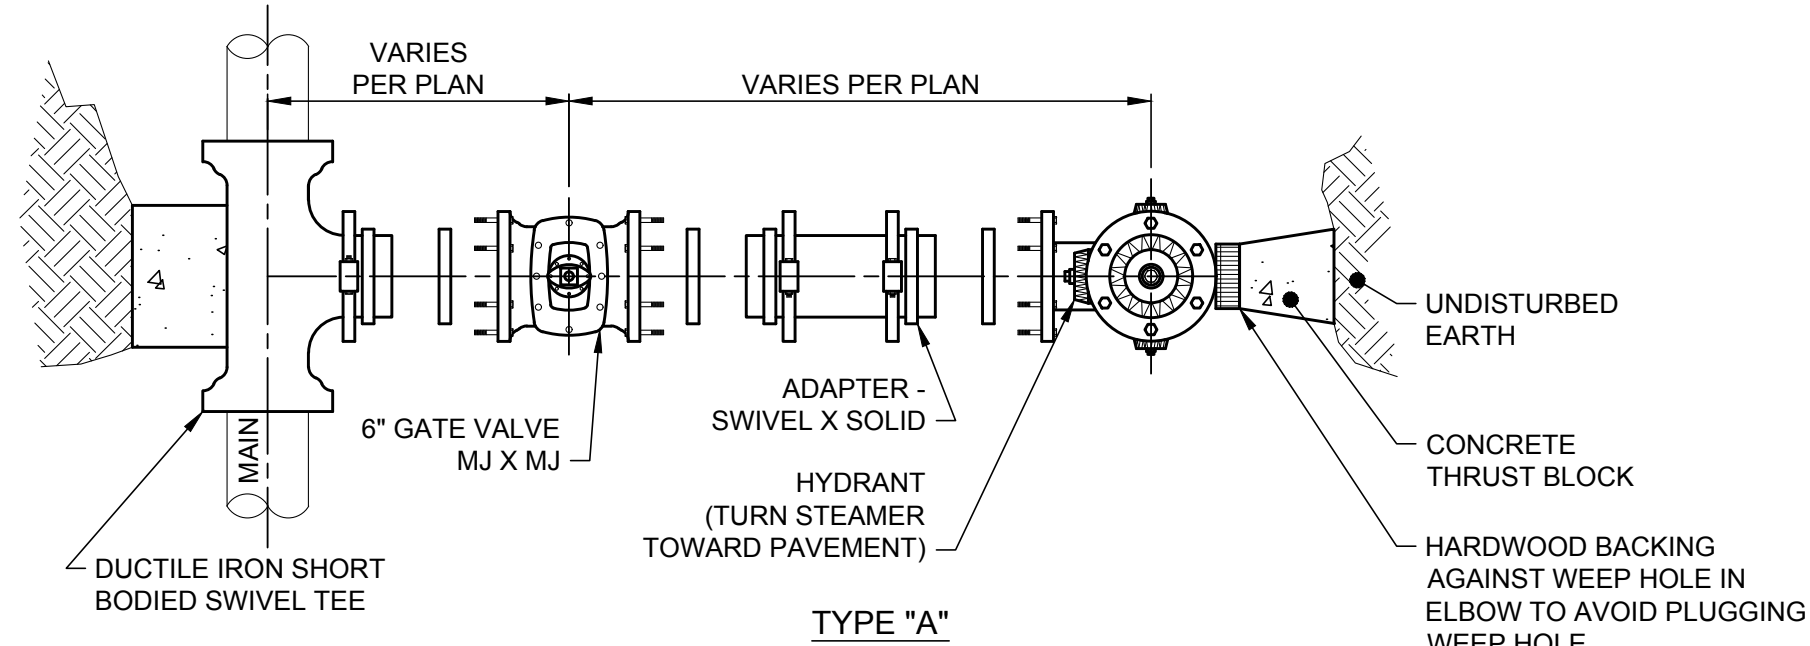 VARIES
PER PLAN
VARIES PER PLAN
UNDISTURBED
EARTH
ADAPTER -
SWIVEL X SOLID
6" GATE VALVE
MJ X MJ
MAIN
CONCRETE
THRUST BLOCK
HYDRANT
(TURN STEAMER
TOWARD PAVEMENT)
DUCTILE IRON SHORT
BODIED SWIVEL TEE
HARDWOOD BACKING
AGAINST WEEP HOLE IN
ELBOW TO AVOID PLUGGING
WEEP HOLE
TYPE "A"